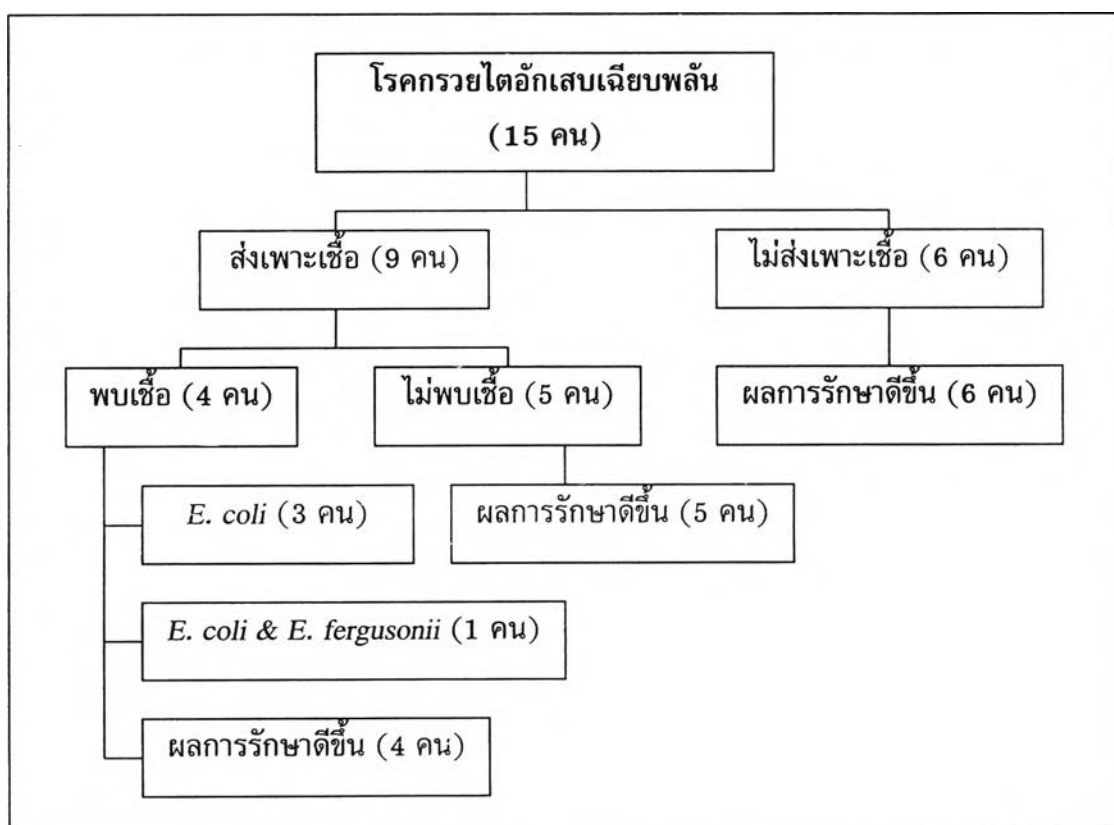 โรคกรวยไตอักเสบเฉียบพลัน
(15 คน)
ส่งเพาะเชื้อ (9 คน)
ไม่ส่งเพาะเชื้อ (6 คน)
พบเชื้อ (4 คน)
ไม่พบเชื้อ (5 คน)
ผลการรักษาดีขึ้น (6 คน)
E. coli (3 คน)
ผลการรักษาดีขึ้น (5 คน)
E. coli & E. fergusonii (1 คน)
ผลการรักษาดีขึ้น (4 คน)